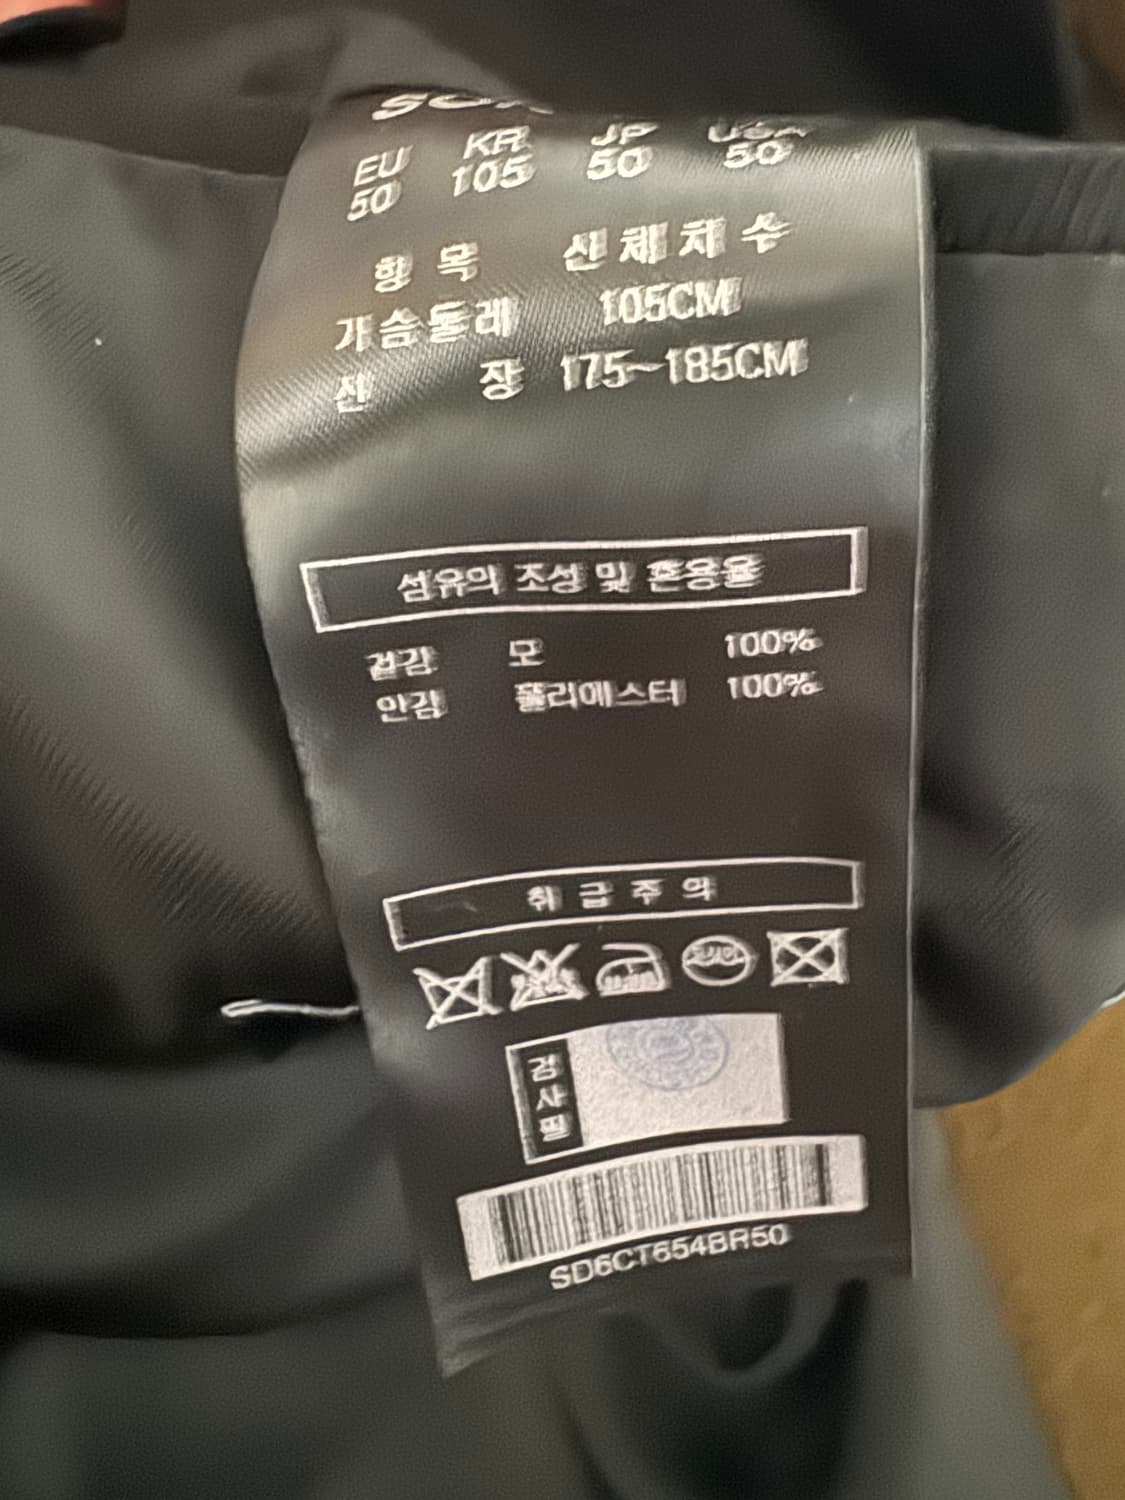 EU KR JP USA
50 105 50 50
항 목 신체치수
가슴둘레 105CM
신 장 175~185CM
섬유의 조성 및 혼용율
겉감 모 100%
안감 폴리에스터 100%
취급주의
검사필
SD6CT654BR50